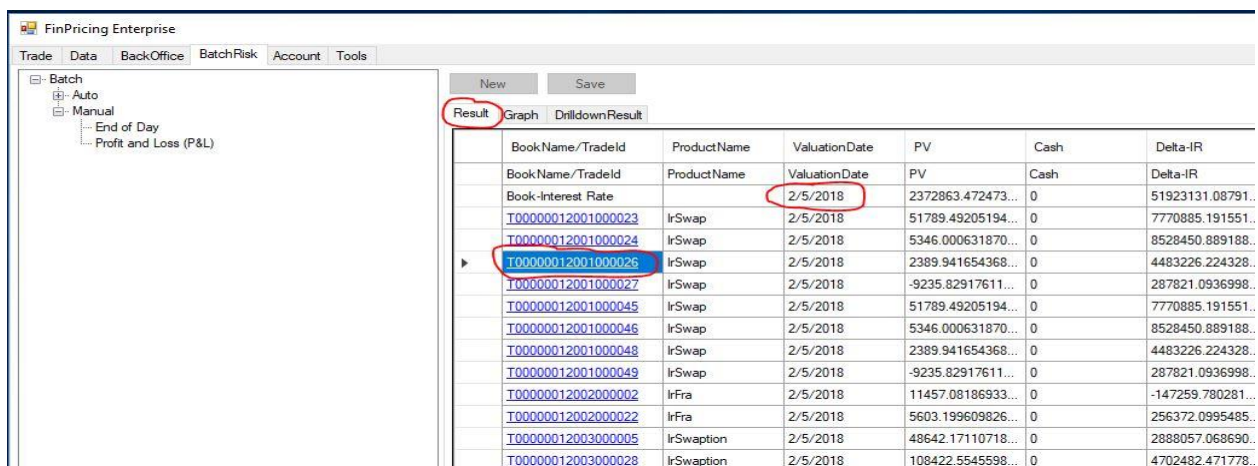 FinPricing Enterprise
Trade Data BackOffice BatchRisk Account Tools
Batch
Auto
Manual
End of Day
Profit and Loss (P&L)
New Save
Result Graph DrilldownResult
BookName/TradeId ProductName ValuationDate PV Cash Delta-IR
BookName/TradeId ProductName ValuationDate PV Cash Delta-IR
Book-Interest Rate 2/5/2018 2372863.472473... 0 51923131.08791...
T00000012001000023 IrSwap 2/5/2018 51789.49205194... 0 7770885.191551...
T00000012001000024 IrSwap 2/5/2018 5346.000631870... 0 8528450.889188...
T00000012001000026 IrSwap 2/5/2018 2389.941654368... 0 4483226.224328...
T00000012001000027 IrSwap 2/5/2018 -9235.82917611... 0 287821.0936998...
T00000012001000045 IrSwap 2/5/2018 51789.49205194... 0 7770885.191551...
T00000012001000046 IrSwap 2/5/2018 5346.000631870... 0 8528450.889188...
T00000012001000048 IrSwap 2/5/2018 2389.941654368... 0 4483226.224328...
T00000012001000049 IrSwap 2/5/2018 -9235.82917611... 0 287821.0936998...
T00000012002000002 IrFra 2/5/2018 11457.08186933... 0 -147259.780281...
T00000012002000022 IrFra 2/5/2018 5603.199609826... 0 256372.0995485...
T00000012003000005 IrSwaption 2/5/2018 48642.17110718... 0 2888057.068690...
T00000012003000028 IrSwaption 2/5/2018 108422.5545598... 0 4702482.471778...